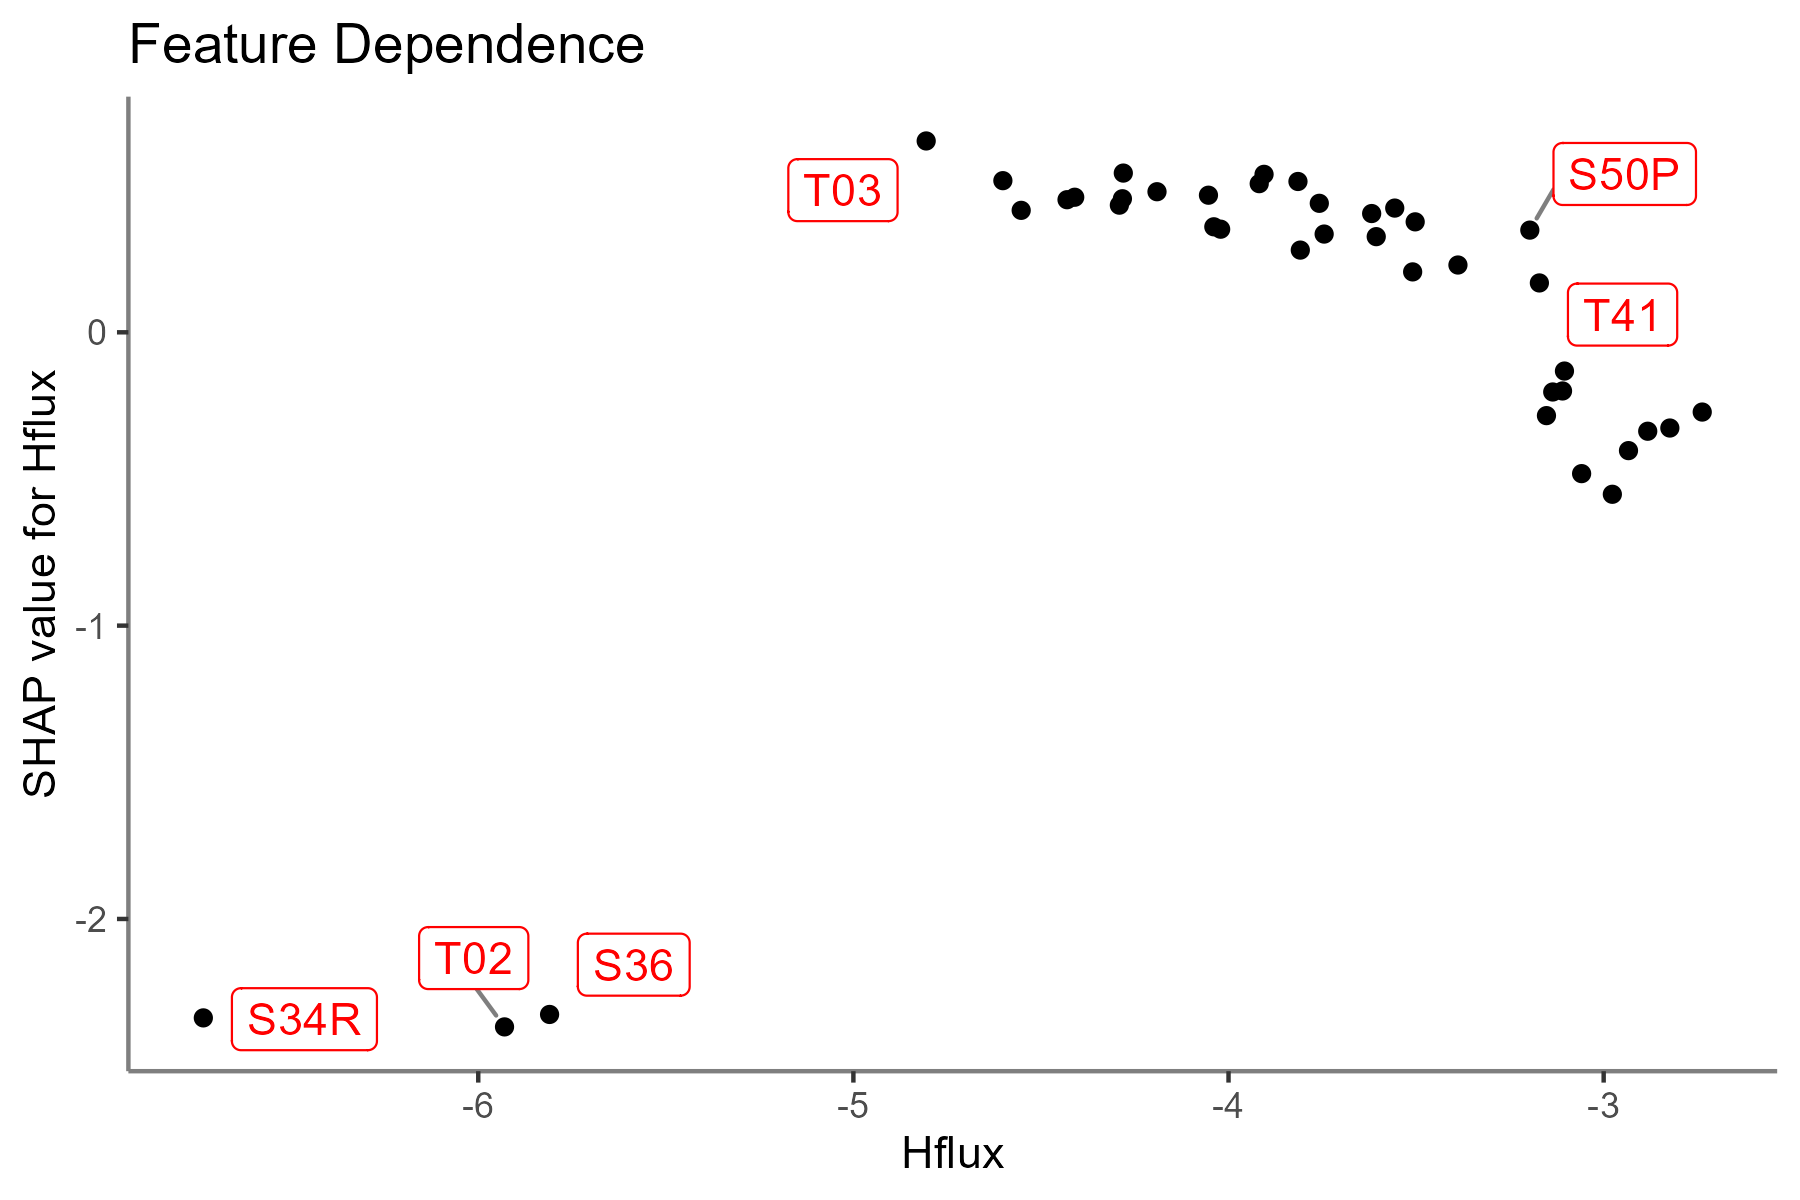 Feature Dependence
T03
S50P
T41
T02
S36
S34R
0
-1
-2
SHAP value for Hflux
-6
-5
-4
-3
Hflux